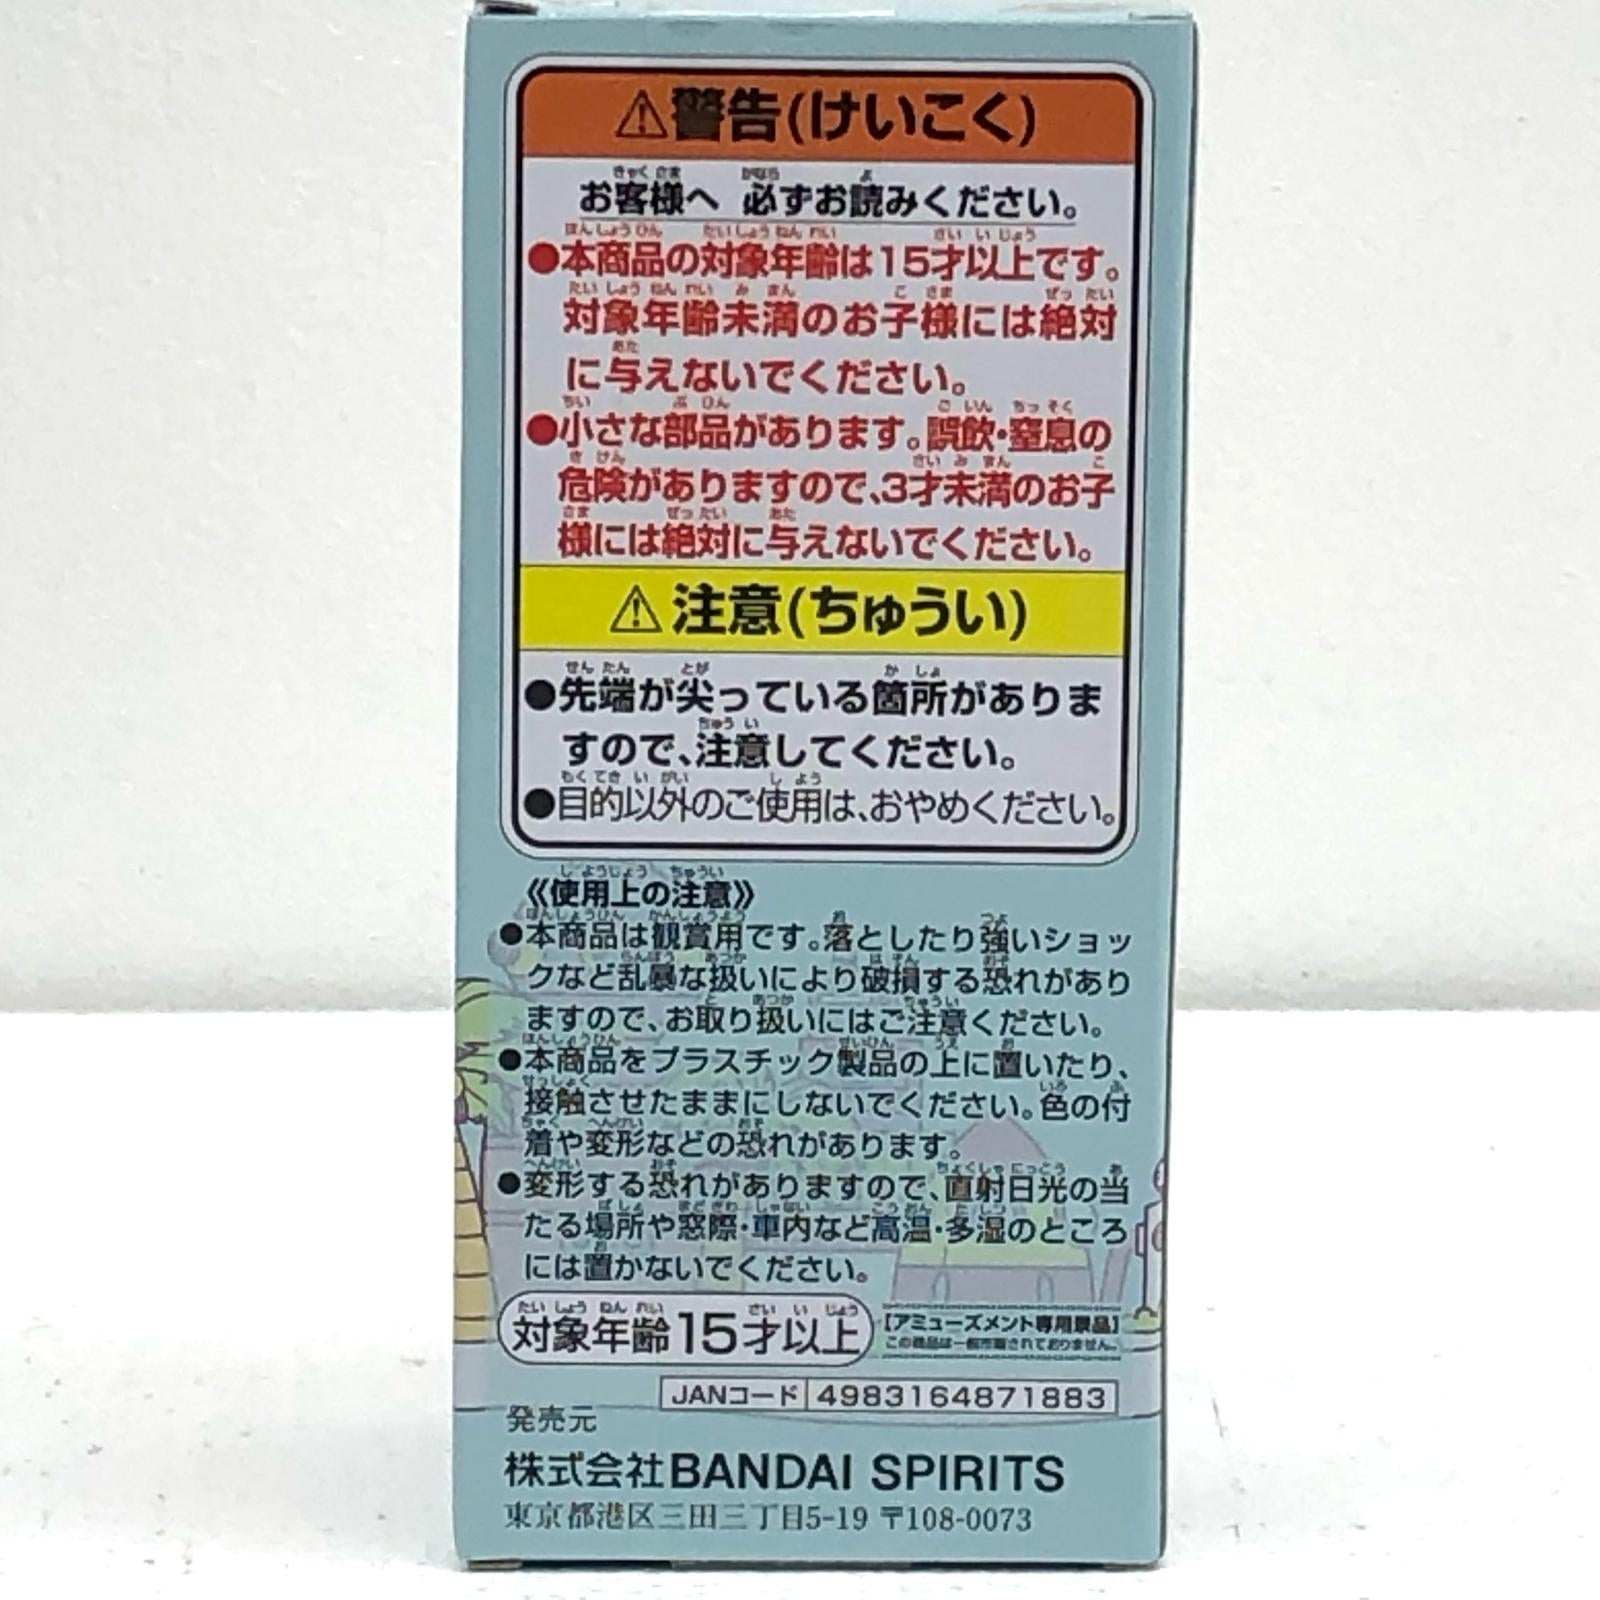 ⚠警告(けいこく)
お客様へ 必ずお読みください。
●本商品の対象年齢は15才以上です。
対象年齢未満のお子様には絶対
に与えないでください。
●小さな部品があります。誤飲・窒息の
危険がありますので、3才未満のお子
様には絶対に与えないでください。
⚠注意(ちゅうい)
●先端が尖っている箇所がありま
すので、注意してください。
●目的以外のご使用は、おやめください。
《使用上の注意》
●本商品は観賞用です。落としたり強いショッ
クなど乱暴な扱いにより破損する恐れがあり
ますので、お取り扱いにはご注意ください。
●本商品をプラスチック製品の上に置いたり、
接触させたままにしないでください。色の付
着や変形などの恐れがあります。
●変形する恐れがありますので、直射日光の当
たる場所や窓際・車内など高温・多湿のところ
には置かないでください。
対象年齢15才以上
【アミューズメント専用景品】
この商品は一般市販されておりません。
JANコード 4983164871883
発売元
株式会社BANDAI SPIRITS
東京都港区三田三丁目5-19 〒108-0073